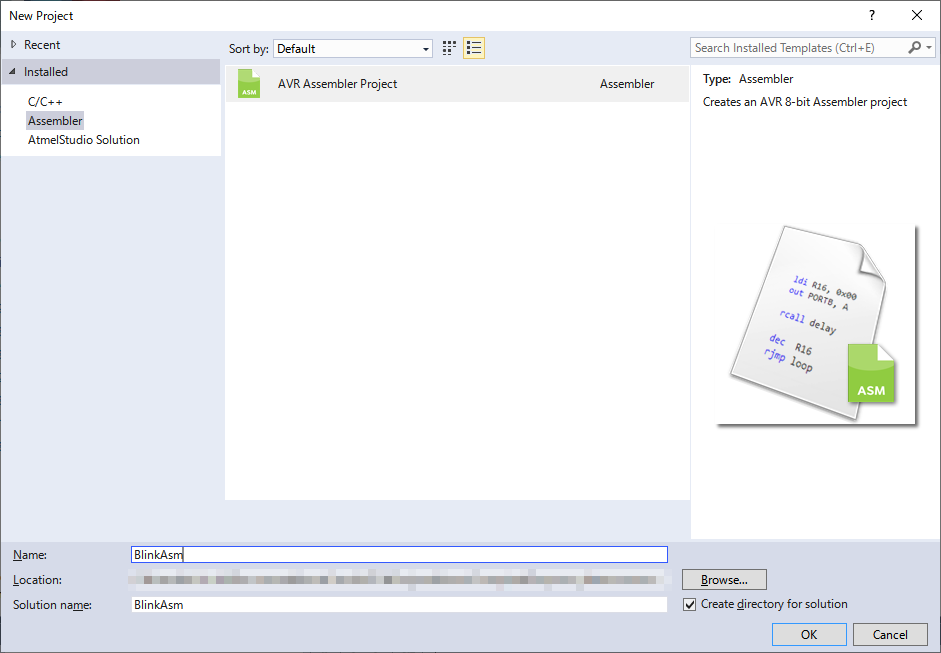 New Project
?
Recent
Installed
C/C++
Assembler
AtmelStudio Solution
Sort by: Default
ASM AVR Assembler Project Assembler
Search Installed Templates (Ctrl+E)
Type: Assembler
Creates an AVR 8-bit Assembler project
ldi R16, 0x00
out PORTB, A
rcall delay
dec R16
rjmp loop
ASM
Name: BlinkAsm
Location:
Browse...
Solution name: BlinkAsm
Create directory for solution
OK Cancel